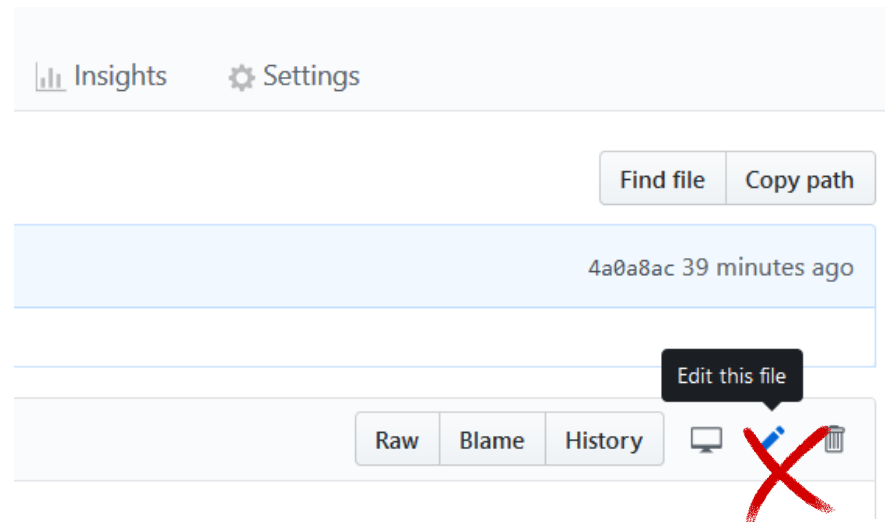 Insights Settings
Find file Copy path
4a0a8ac 39 minutes ago
Edit this file
Raw Blame History